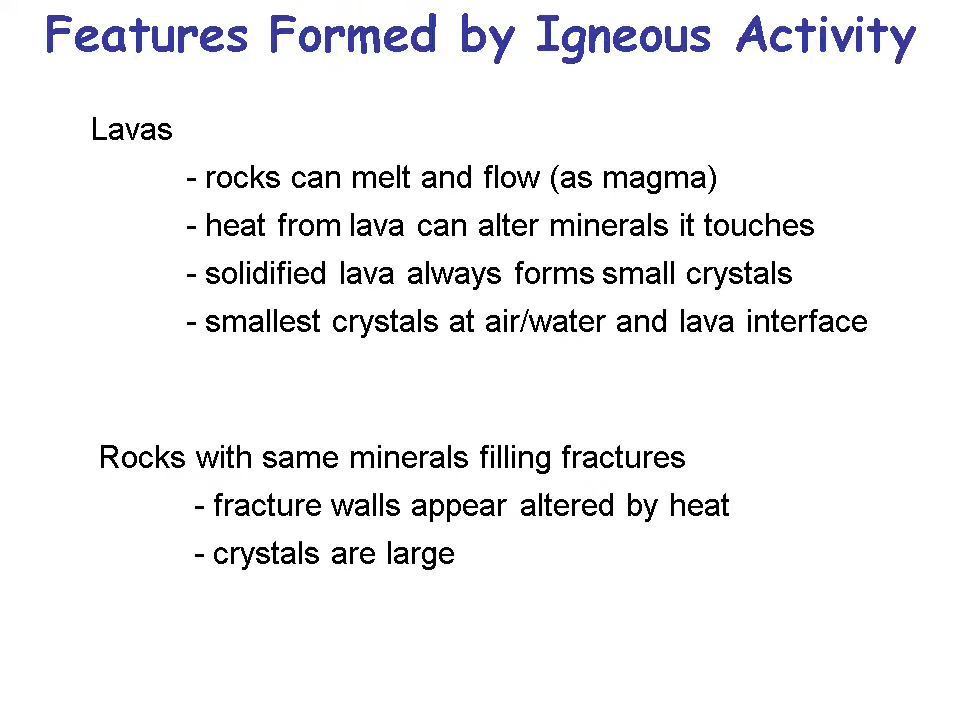 Features Formed by Igneous Activity
Lavas
- rocks can melt and flow (as magma)
- heat from lava can alter minerals it touches
- solidified lava always forms small crystals
- smallest crystals at air/water and lava interface
Rocks with same minerals filling fractures
- fracture walls appear altered by heat
- crystals are large